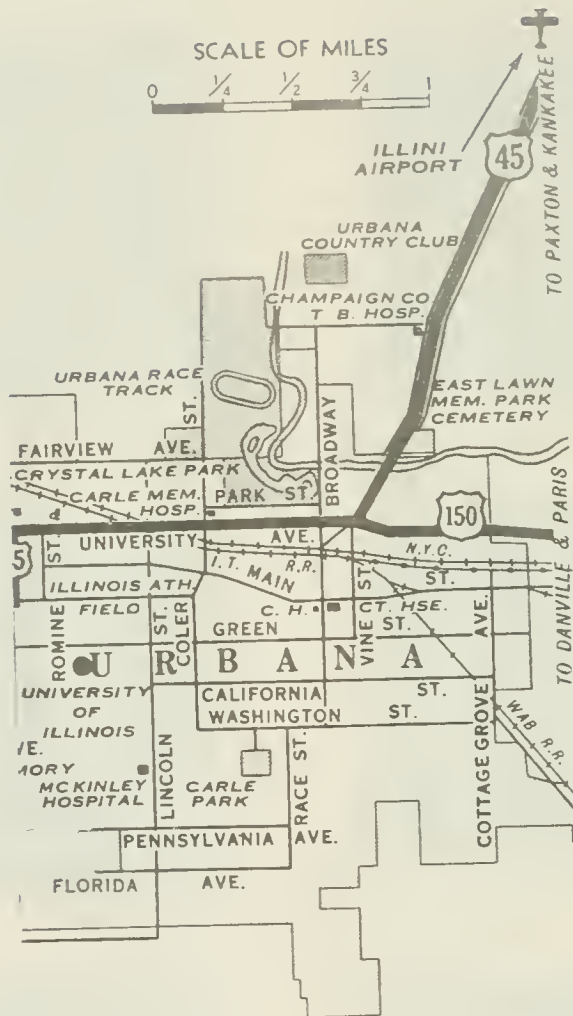 SCALE OF MILES
0 1/4 1/2 3/4 1
ILLINI
AIRPORT
45
TO PAXTON & KANKAKEE
URBANA
COUNTRY CLUB
CHAMPAIGN CO.
T. B. HOSP.
URBANA RACE
TRACK
EAST LAWN
MEM. PARK
CEMETERY
ST.
BROADWAY
FAIRVIEW AVE.
CRYSTAL LAKE PARK
CARLE MEM.
HOSP.
PARK ST.
150
UNIVERSITY AVE.
N.Y.C.
R.R.
I.T.
MAIN ST.
5
ILLINOIS ATH.
FIELD
C. H.
CT. HSE.
ROMINE ST.
COLER ST.
GREEN ST.
VINE ST.
TO DANVILLE & PARIS
URBANA
UNIVERSITY
OF
ILLINOIS
CALIFORNIA ST.
WASHINGTON ST.
COTTAGE GROVE AVE.
WAB R.R.
VE.
MORY
MCKINLEY
HOSPITAL
LINCOLN
CARLE
PARK
RACE ST.
PENNSYLVANIA AVE.
FLORIDA AVE.